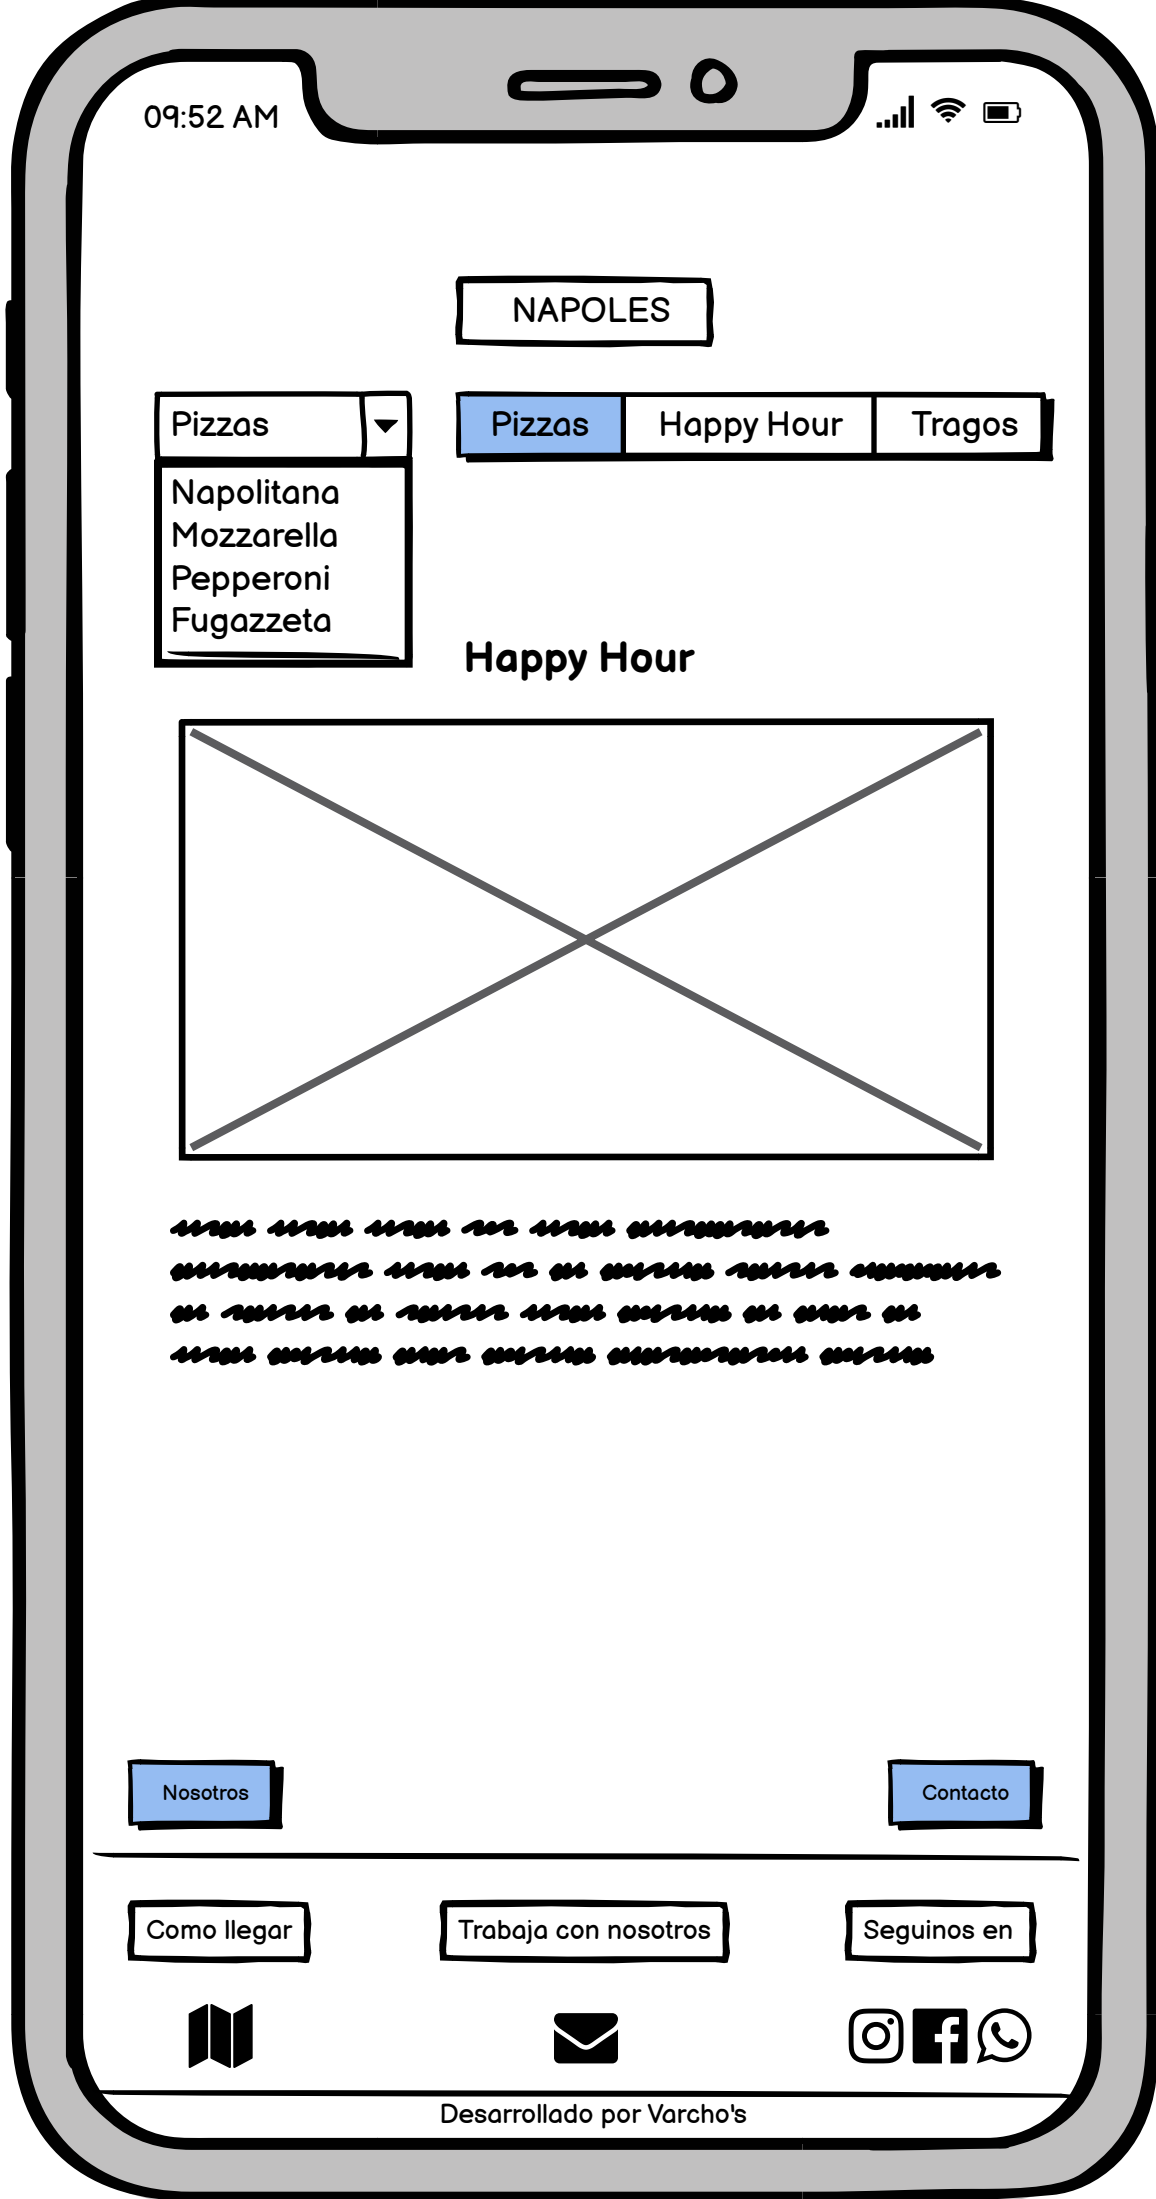 09:52 AM
NAPOLES
Pizzas
Pizzas Happy Hour Tragos
Napolitana
Mozzarella
Pepperoni
Fugazzeta
Happy Hour
Nosotros
Contacto
Como llegar
Trabaja con nosotros
Seguinos en
Desarrollado por Varcho's